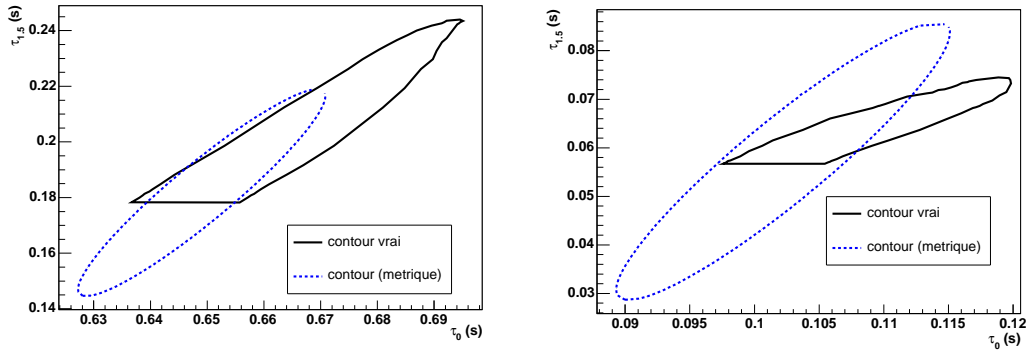 τ1.5 (s)
0.24
0.22
0.2
0.18
0.16
0.14
0.63 0.64 0.65 0.66 0.67 0.68 0.69
τ0 (s)
contour vrai
contour (metrique)
τ1.5 (s)
0.08
0.07
0.06
0.05
0.04
0.03
0.09 0.095 0.1 0.105 0.11 0.115 0.12
τ0 (s)
contour vrai
contour (metrique)